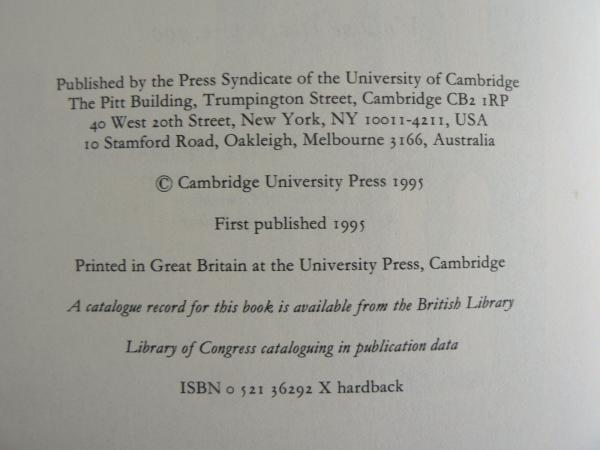 Published by the Press Syndicate of the University of Cambridge
The Pitt Building, Trumpington Street, Cambridge CB2 1RP
40 West 20th Street, New York, NY 10011-4211, USA
10 Stamford Road, Oakleigh, Melbourne 3166, Australia
© Cambridge University Press 1995
First published 1995
Printed in Great Britain at the University Press, Cambridge
A catalogue record for this book is available from the British Library
Library of Congress cataloguing in publication data
ISBN 0 521 36292 X hardback